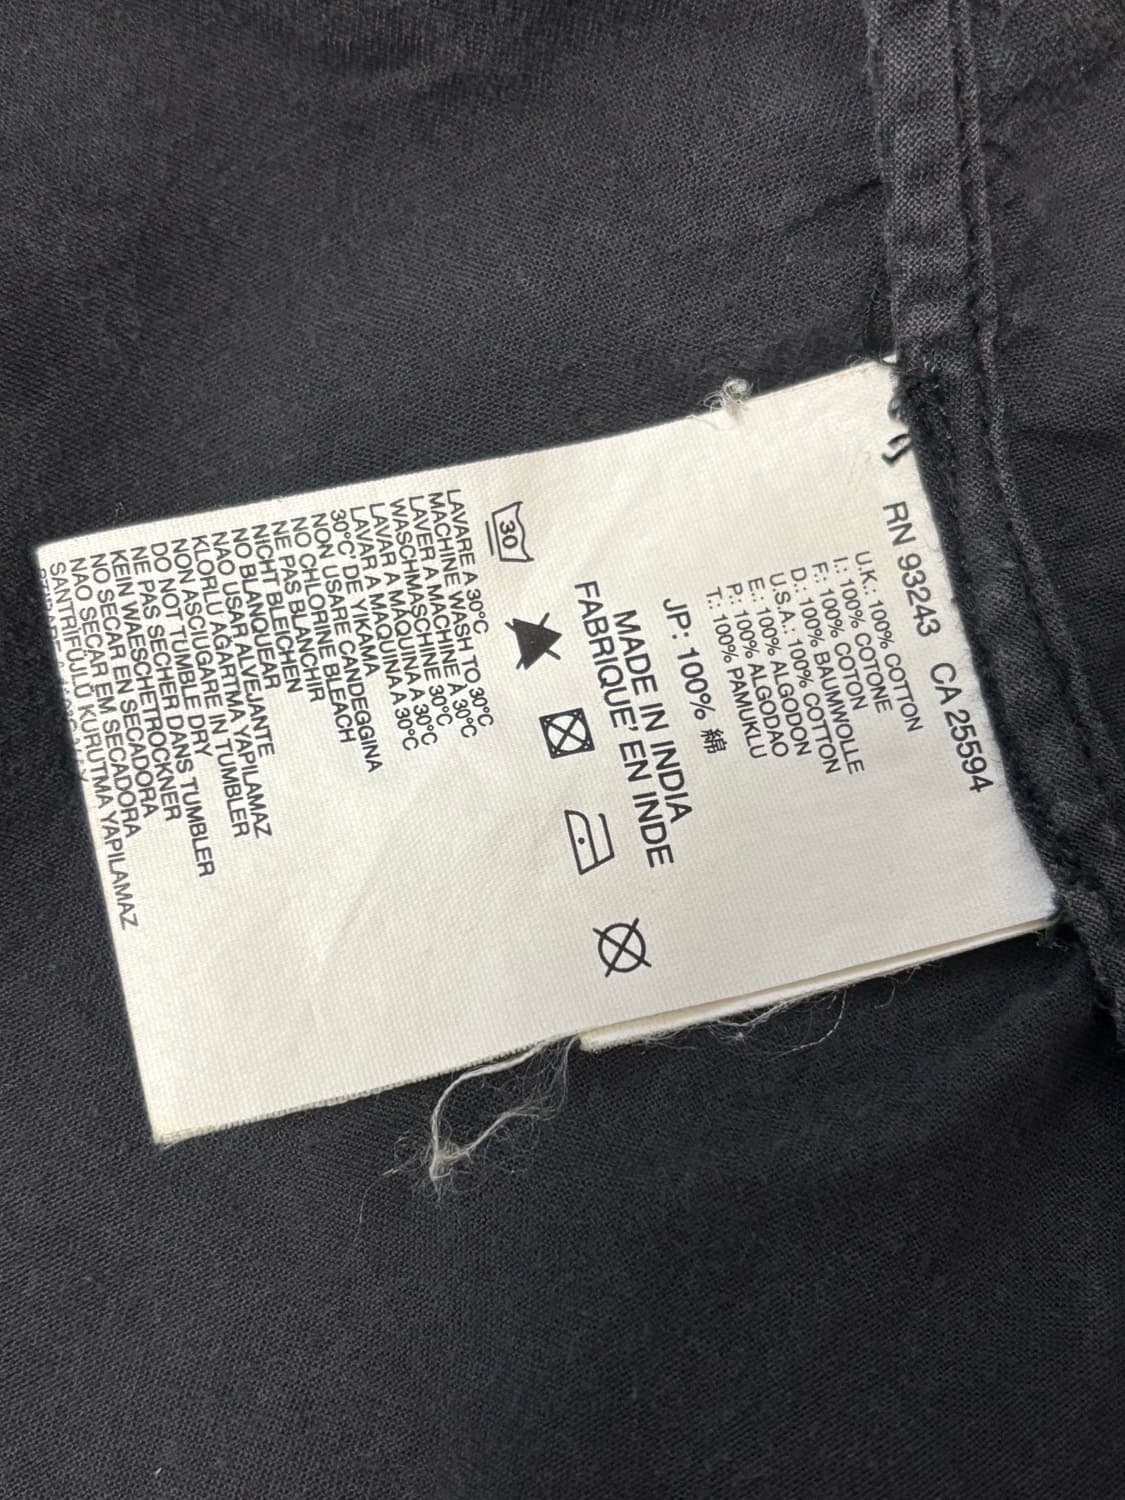 RN 93243 CA 25594
U.K.: 100% COTTON
I.: 100% COTONE
F.: 100% COTON
D.: 100% BAUMWOLLE
U.S.A.: 100% COTTON
E.: 100% ALGODON
P.: 100% ALGODAO
T.: 100% PAMUKLU
JP: 100% 綿
MADE IN INDIA
FABRIQUE' EN INDE
30
LAVARE A 30°C
MACHINE WASH TO 30°C
LAVER A MACHINE À 30°C
WASCHMASCHINE 30°C
LAVAR A MÁQUINA A 30°C
LAVAR A MAQUINA A 30°C
30°C' DE YIKAMA
NON USARE CANDEGGINA
NO CHLORINE BLEACH
NE PAS BLANCHIR
NICHT BLEICHEN
NO BLANQUEAR
NAO USAR ALVEJANTE
KLORLU AGARTMA YAPILAMAZ
NON ASCIUGARE IN TUMBLER
DO NOT TUMBLE DRY
NE PAS SECHER DANS TUMBLER
KEIN WAESCHETROCKNER
NO SECAR EN SECADORA
NAO SECAR EM SECADORA
SANTRIFÜJLÜ KURUTMA YAPILAMAZ